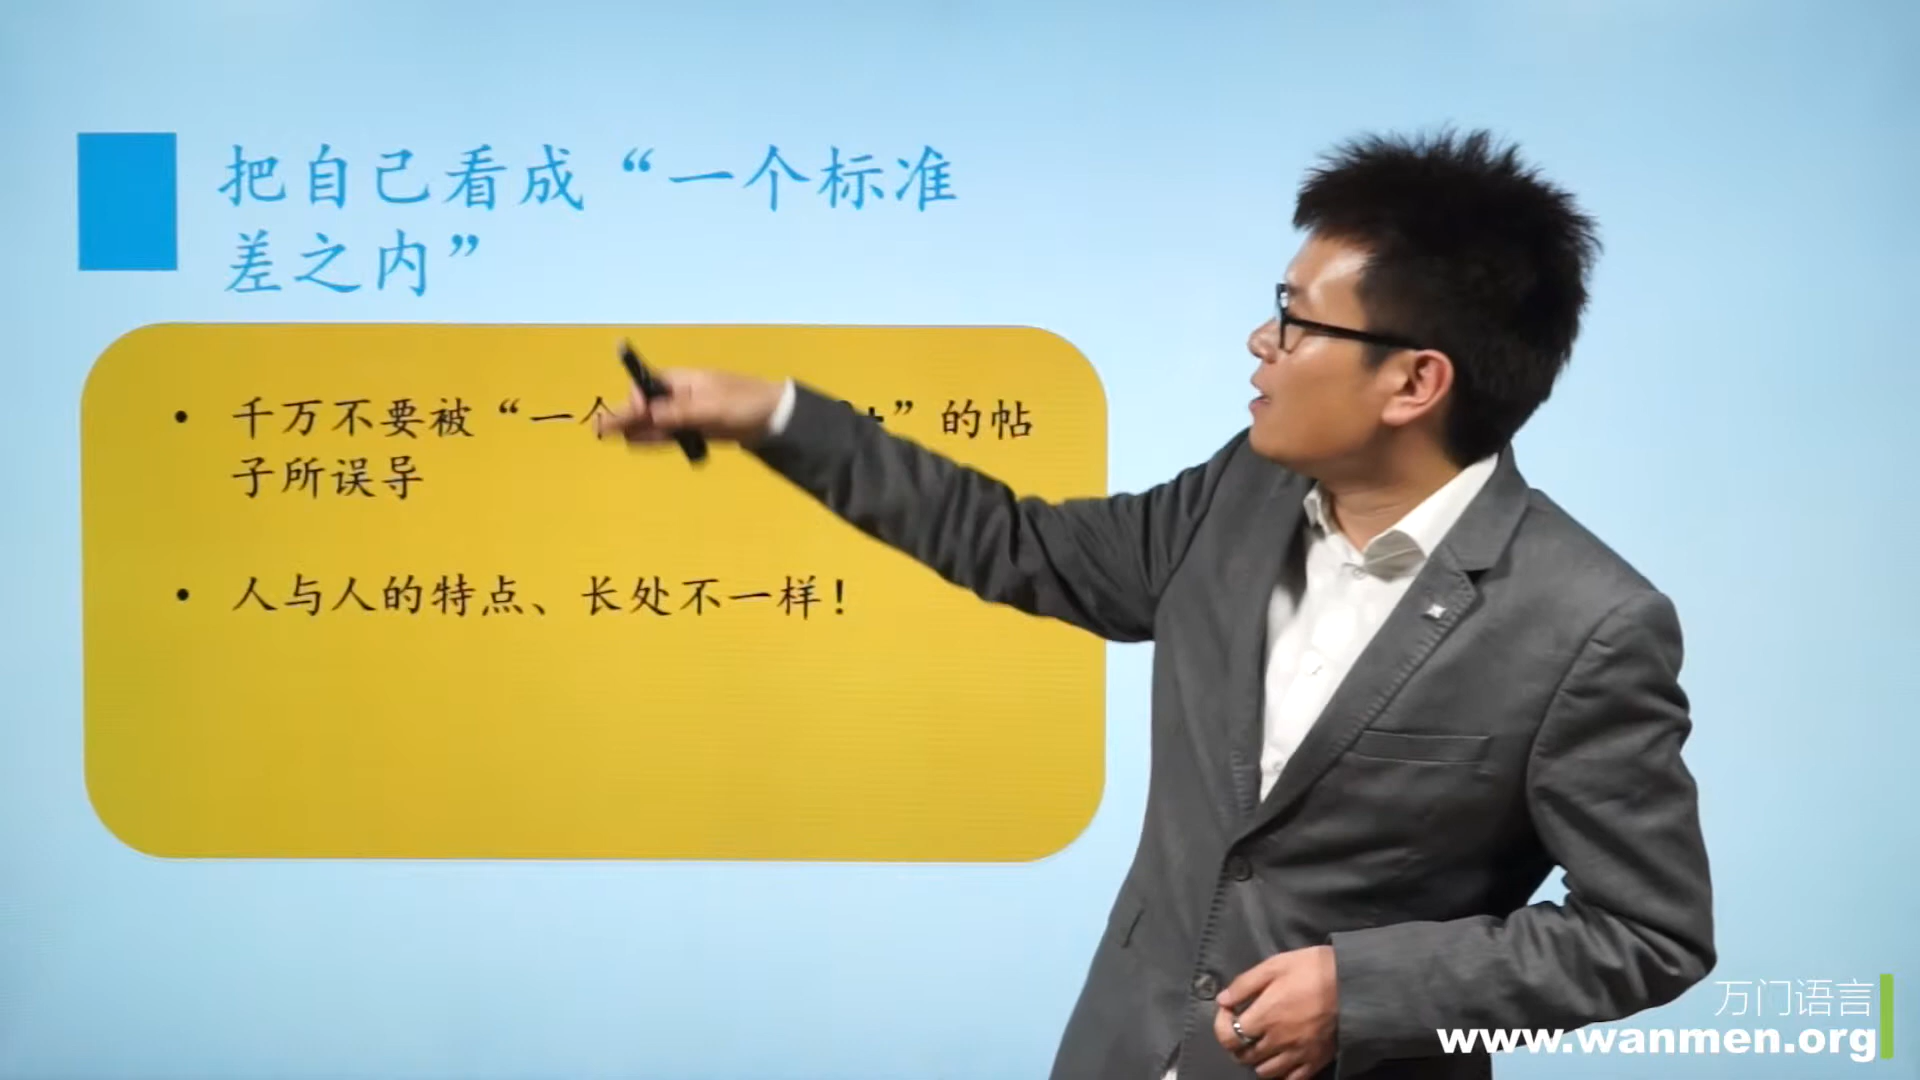 把自己看成“一个标准
差之内”
• 千万不要被“一个 ”的帖
子所误导
• 人与人的特点、长处不一样！
万门语言
www.wanmen.org